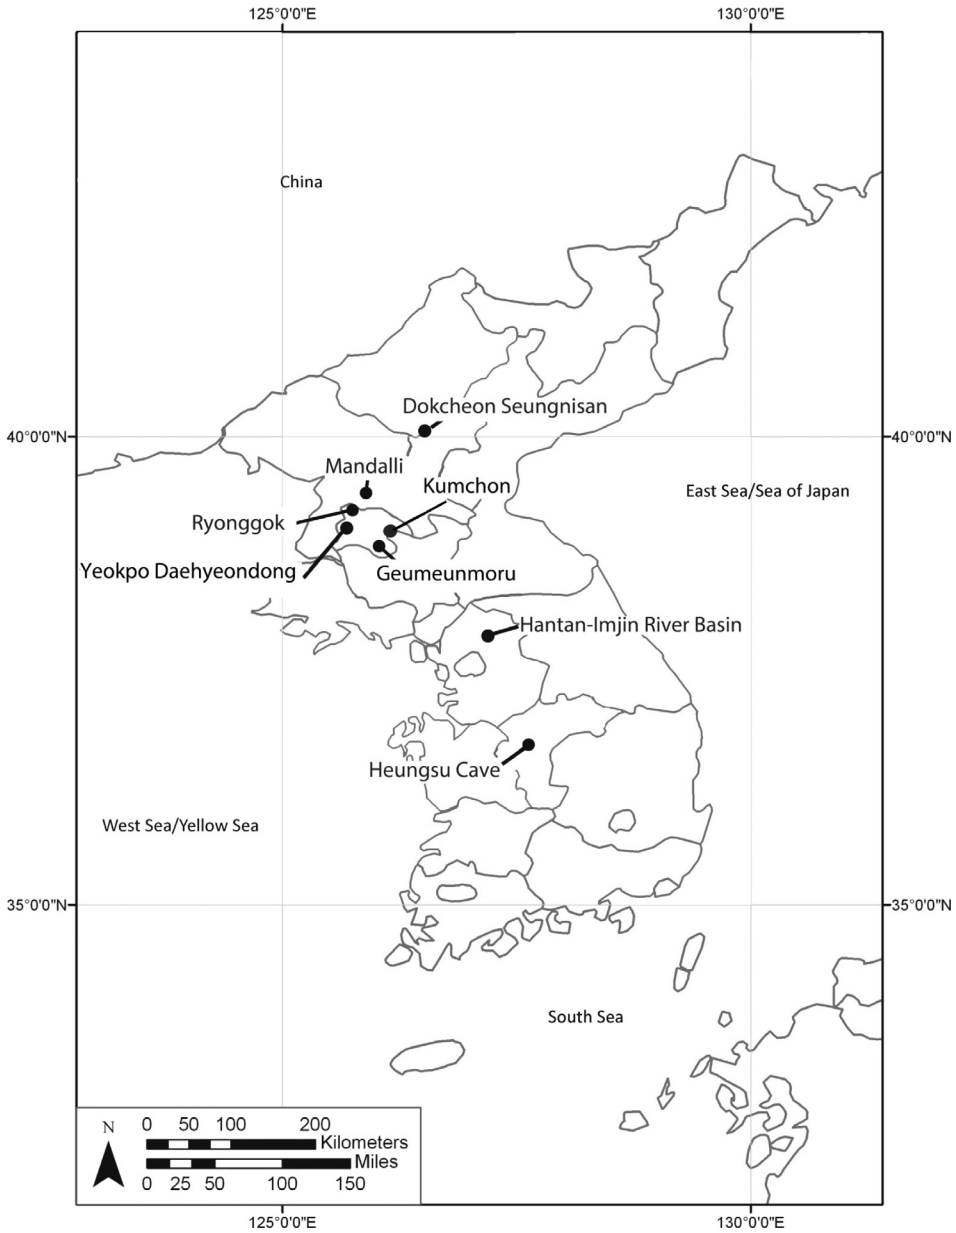 125°0'0"E 130°0'0"E
China
Dokcheon Seungnisan
40°0'0"N 40°0'0"N
Mandalli
Kumchon
East Sea/Sea of Japan
Ryonggok
Yeokpo Daehyeondong
Geumeunmoru
Hantan-Imjin River Basin
Heungsu Cave
West Sea/Yellow Sea
35°0'0"N 35°0'0"N
South Sea
N
0 50 100 200
Kilometers
Miles
0 25 50 100 150
125°0'0"E 130°0'0"E